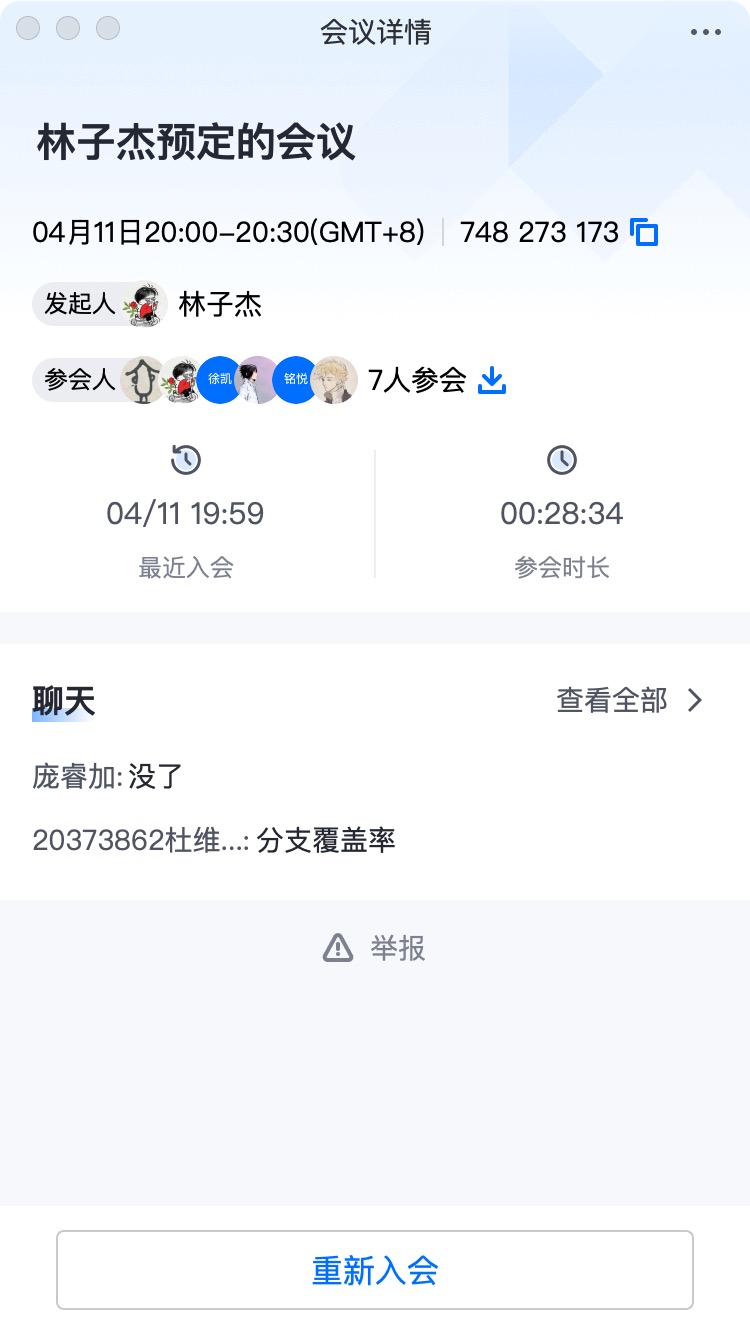 会议详情
林子杰预定的会议
04月11日20:00-20:30(GMT+8) 748 273 173
发起人 林子杰
参会人 徐凯 铭悦 7人参会
04/11 19:59 00:28:34
最近入会 参会时长
聊天 查看全部
庞睿加: 没了
20373862杜维...: 分支覆盖率
举报
重新入会